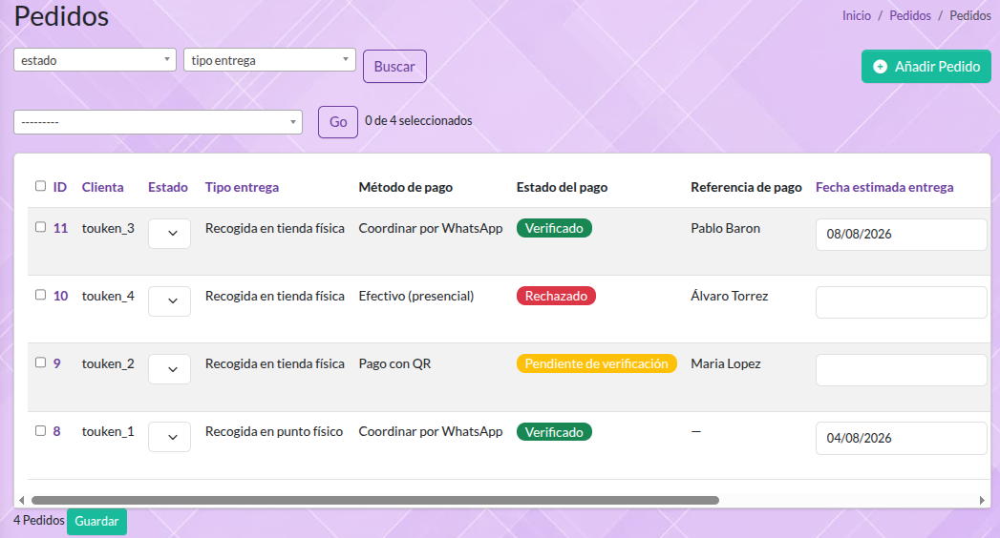 Pedidos
Inicio / Pedidos / Pedidos
estado tipo entrega Buscar Añadir Pedido
--------- Go 0 de 4 seleccionados
ID Clienta Estado Tipo entrega Método de pago Estado del pago Referencia de pago Fecha estimada entrega
11 touken_3 Recogida en tienda física Coordinar por WhatsApp Verificado Pablo Baron 08/08/2026
10 touken_4 Recogida en tienda física Efectivo (presencial) Rechazado Álvaro Torrez
9 touken_2 Recogida en tienda física Pago con QR Pendiente de verificación Maria Lopez
8 touken_1 Recogida en punto físico Coordinar por WhatsApp Verificado — 04/08/2026
4 Pedidos Guardar